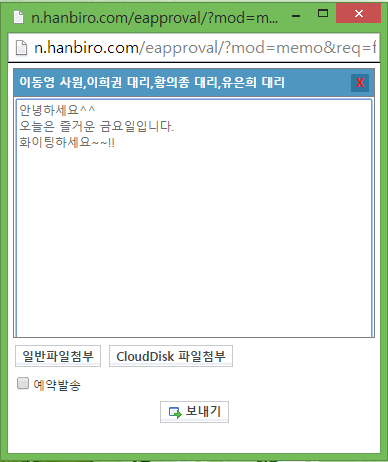 n.hanbiro.com/eapproval/?mod=m...
n.hanbiro.com/eapproval/?mod=memo&req=f
이동영 사원,이희권 대리,황의종 대리,유은희 대리
X
안녕하세요^^
오늘은 즐거운 금요일입니다.
화이팅하세요~~!!
일반파일첨부
CloudDisk 파일첨부
예약발송
보내기